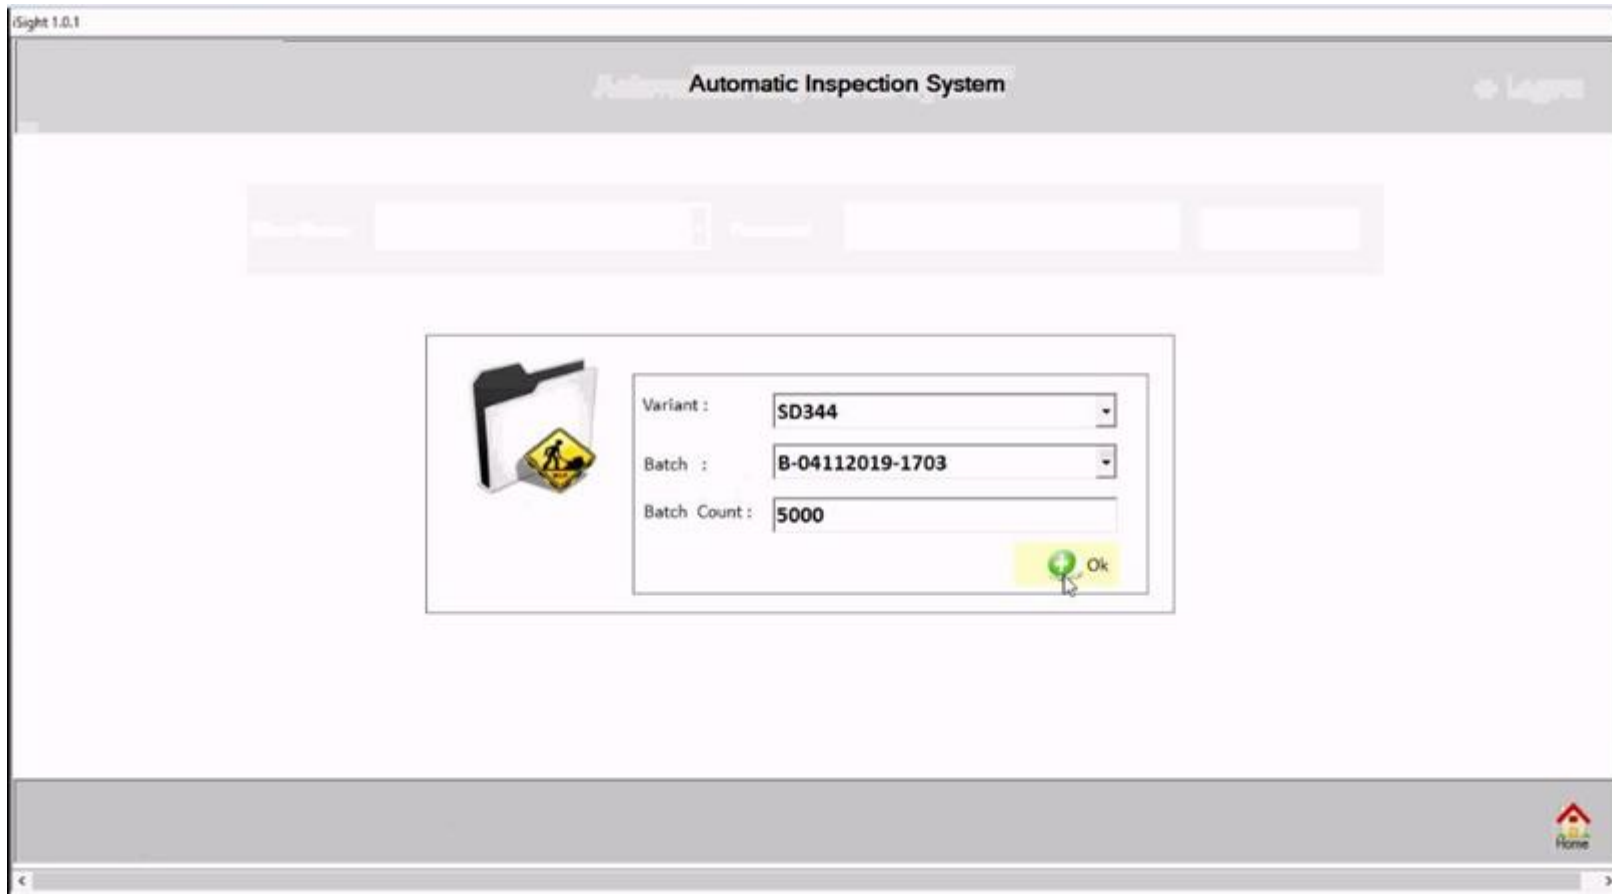 iSight 1.0.1
Automatic Inspection System
Variant :
SD344
Batch :
B-04112019-1703
Batch Count :
5000
Ok
Home